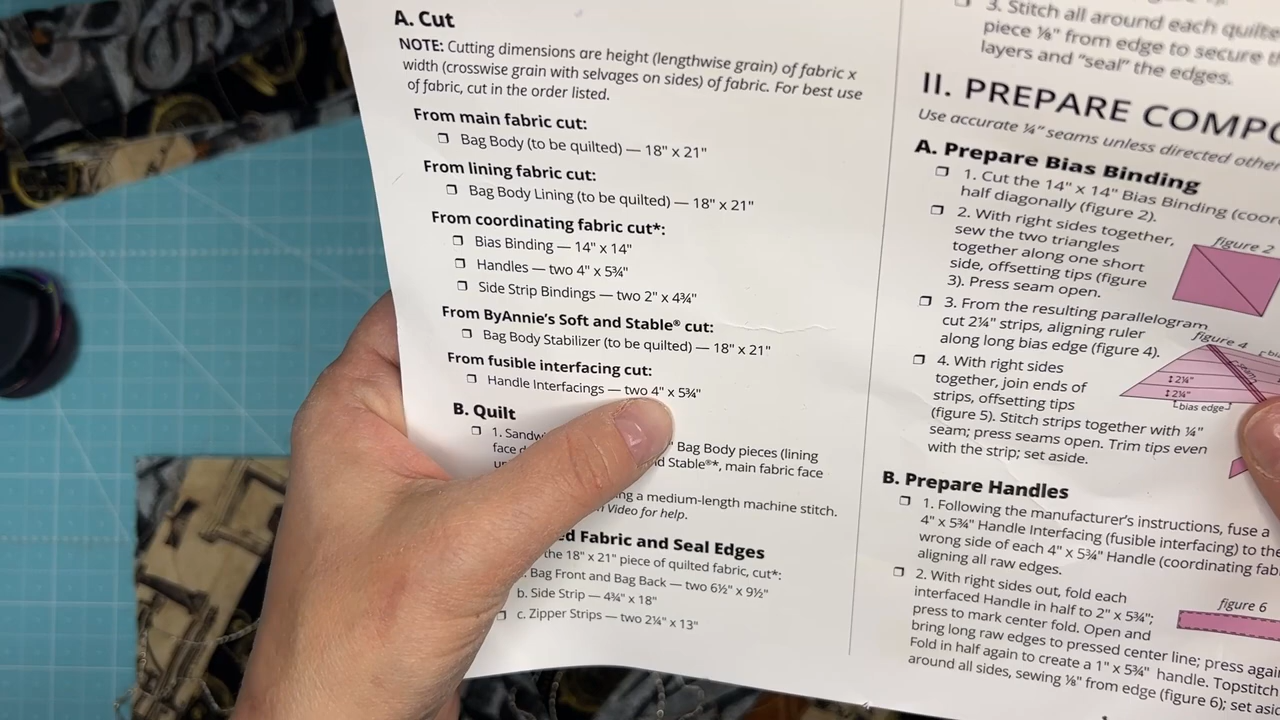 A. Cut
NOTE: Cutting dimensions are height (lengthwise grain) of fabric x
width (crosswise grain with selvages on sides) of fabric. For best use
of fabric, cut in the order listed.
From main fabric cut:
❒ Bag Body (to be quilted) — 18" x 21"
From lining fabric cut:
❒ Bag Body Lining (to be quilted) — 18" x 21"
From coordinating fabric cut*:
❒ Bias Binding — 14" x 14"
❒ Handles — two 4" x 5¾"
❒ Side Strip Bindings — two 2" x 4¾"
From ByAnnie's Soft and Stable® cut:
❒ Bag Body Stabilizer (to be quilted) — 18" x 21"
From fusible interfacing cut:
❒ Handle Interfacings — two 4" x 5¾"
B. Quilt
❒ 1. " Bag Body pieces (lining
face Stable®*, main fabric face
a medium-length machine stitch.
Video for help.
Fabric and Seal Edges
the 18" x 21" piece of quilted fabric, cut*:
Bag Front and Bag Back — two 6½" x 9½"
b. Side Strip — 4¾" x 18"
❒ c. Zipper Strips — two 2¼" x 13"
❒ 3. Stitch all around each
piece ⅛" from edge to secure
layers and "seal" the edges.
II. PREPARE
Use accurate ¼" seams unless directed
A. Prepare Bias Binding
❒ 1. Cut the 14" x 14" Bias Binding
half diagonally (figure 2).
❒ 2. With right sides together,
sew the two triangles
together along one short
side, offsetting tips (figure
3). Press seam open.
figure 2
❒ 3. From the resulting parallelogram
cut 2¼" strips, aligning ruler
along long bias edge (figure 4).
figure 4
seam
2¼"
2¼"
bias edge
❒ 4. With right sides
together, join ends of
strips, offsetting tips
(figure 5). Stitch strips together with ¼"
seam; press seams open. Trim tips even
with the strip; set aside.
B. Prepare Handles
❒ 1. Following the manufacturer's instructions, fuse a
4" x 5¾" Handle Interfacing (fusible interfacing) to the
wrong side of each 4" x 5¾" Handle (coordinating
aligning all raw edges.
❒ 2. With right sides out, fold each
interfaced Handle in half to 2" x 5¾";
press to mark center fold. Open and
bring long raw edges to pressed center line; press
Fold in half again to create a 1" x 5¾" handle. Topstitch
around all sides, sewing ⅛" from edge (figure 6); set
figure 6